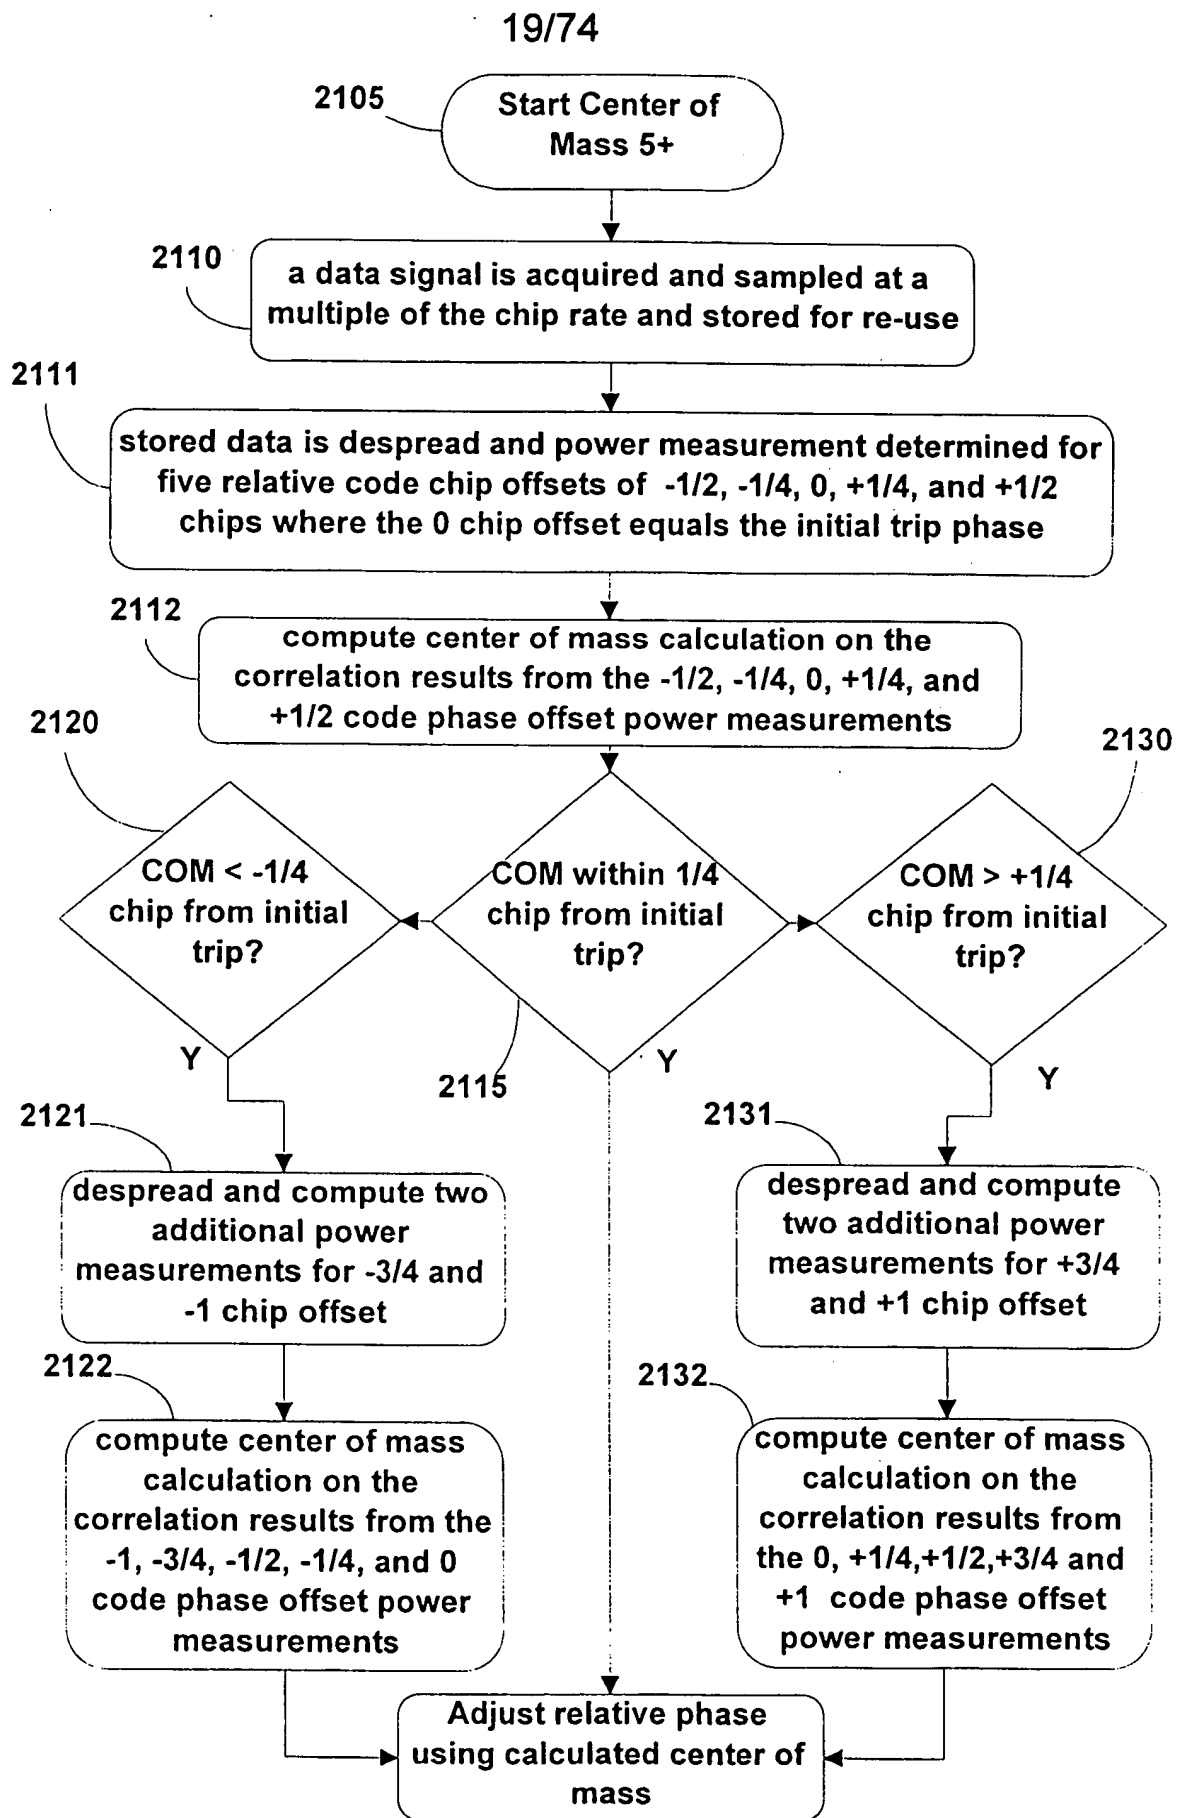 19/74
2105
Start Center of
Mass 5+
2110
a data signal is acquired and sampled at a
multiple of the chip rate and stored for re-use
2111
stored data is despread and power measurement determined for
five relative code chip offsets of -1/2, -1/4, 0, +1/4, and +1/2
chips where the 0 chip offset equals the initial trip phase
2112
compute center of mass calculation on the
correlation results from the -1/2, -1/4, 0, +1/4, and
+1/2 code phase offset power measurements
2120
COM < -1/4
chip from initial
trip?
Y
COM within 1/4
chip from initial
trip?
2115
Y
2130
COM > +1/4
chip from initial
trip?
Y
2121
despread and compute two
additional power
measurements for -3/4 and
-1 chip offset
2122
compute center of mass
calculation on the
correlation results from the
-1, -3/4, -1/2, -1/4, and 0
code phase offset power
measurements
2131
despread and compute
two additional power
measurements for +3/4
and +1 chip offset
2132
compute center of mass
calculation on the
correlation results from
the 0, +1/4,+1/2,+3/4 and
+1 code phase offset
power measurements
Adjust relative phase
using calculated center of
mass